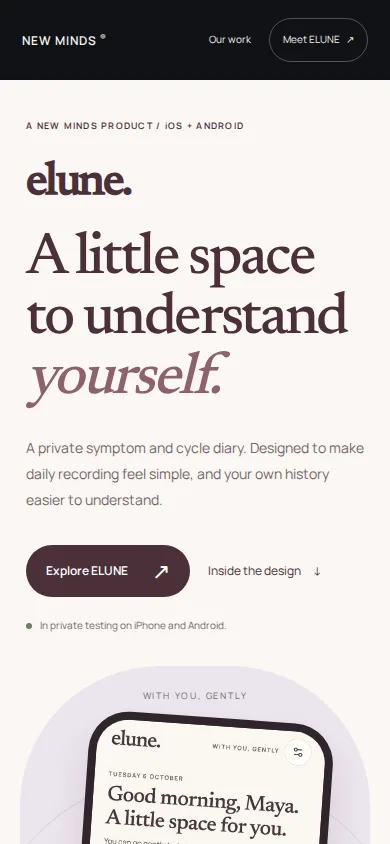 NEW MINDS ®
Our work
Meet ELUNE ↗
A NEW MINDS PRODUCT / iOS + ANDROID
elune.
A little space
to understand
yourself.
A private symptom and cycle diary. Designed to make
daily recording feel simple, and your own history
easier to understand.
Explore ELUNE ↗
Inside the design ↓
In private testing on iPhone and Android.
WITH YOU, GENTLY
elune.
WITH YOU, GENTLY
TUESDAY 6 OCTOBER
Good morning, Maya.
A little space for you.